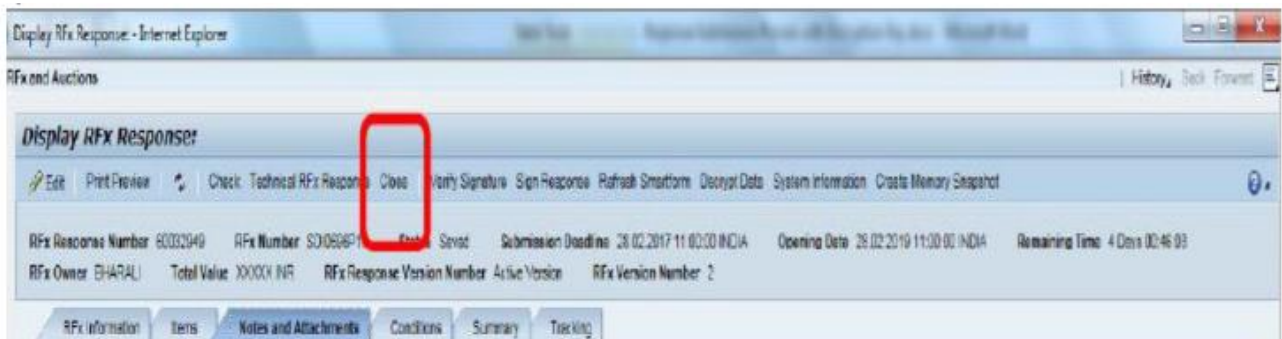 Display RFx Response: - Internet Explorer
RFx and Auctions
History, Back Forward
Display RFx Response:
Edit Print Preview Check Technical RFx Response Close Verify Signature Sign Response Refresh Smartform Decrypt Data System Information Create Memory Snapshot
RFx Response Number 60032949 RFx Number Status Saved Submission Deadline 28.02.2017 11:00:00 INDIA Opening Date 28.02.2019 11:00:00 INDIA Remaining Time 4 Days 00:46:03
RFx Owner BHARALI Total Value XXXXX INR RFx Response Version Number Active Version RFx Version Number 2
RFx Information Items Notes and Attachments Conditions Summary Tracking